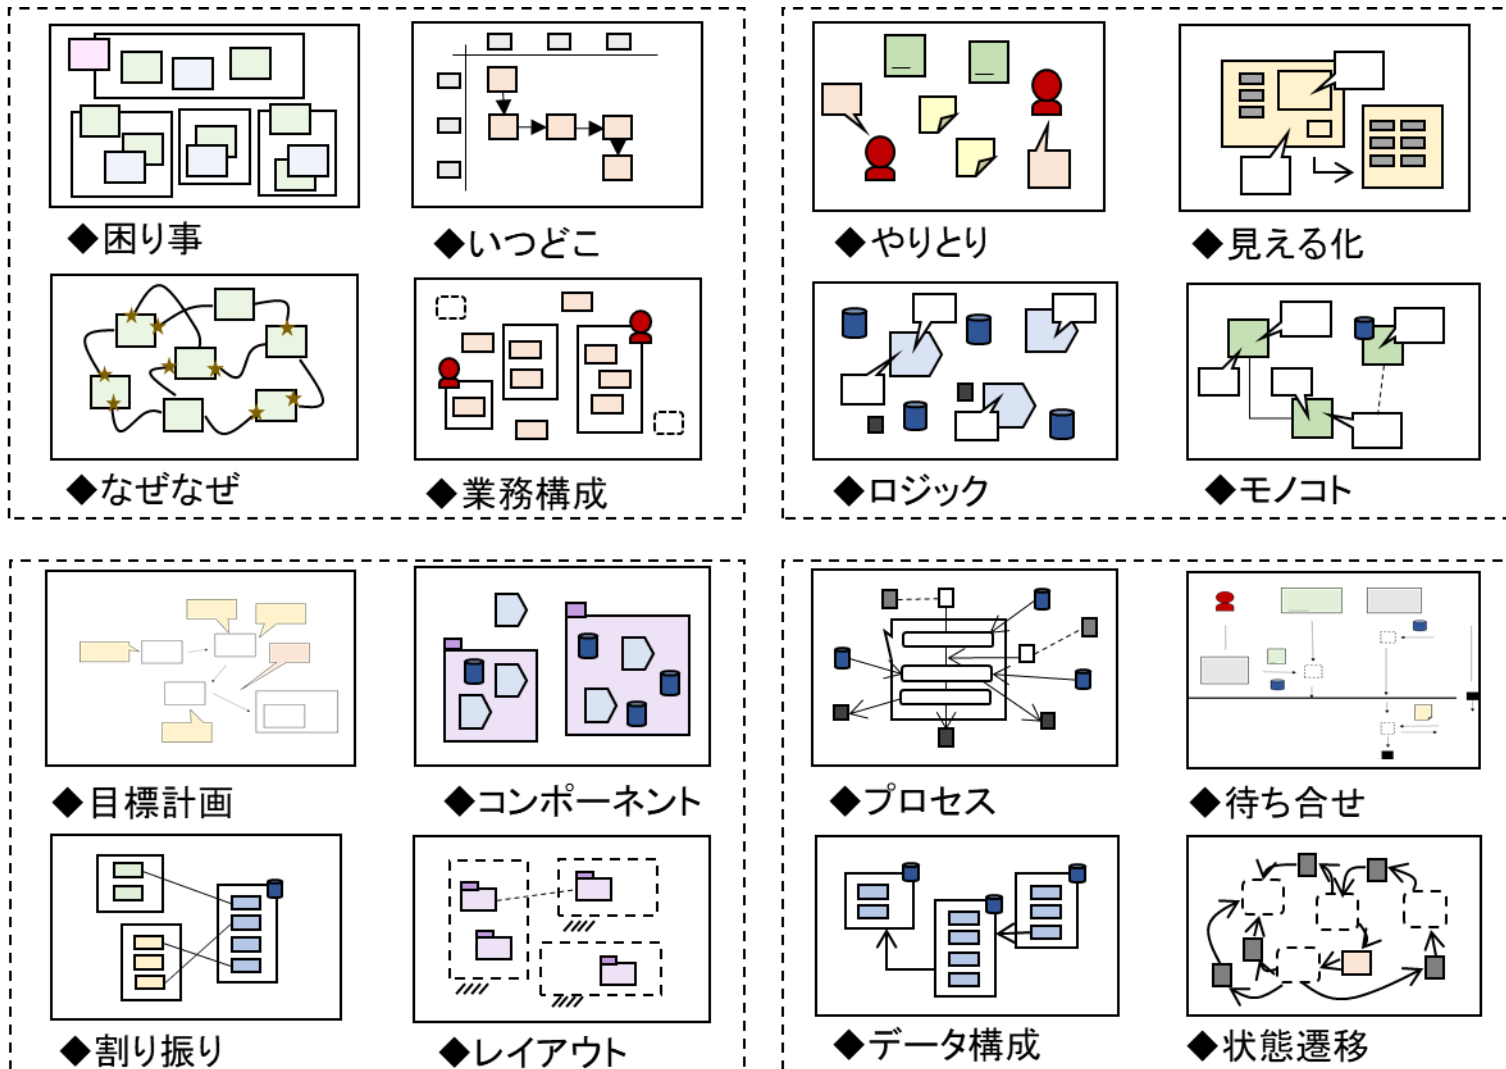 ◆困り事
◆いつどこ
◆なぜなぜ
◆業務構成
◆やりとり
◆見える化
◆ロジック
◆モノコト
◆目標計画
◆コンポーネント
◆割り振り
◆レイアウト
◆プロセス
◆待ち合せ
◆データ構成
◆状態遷移